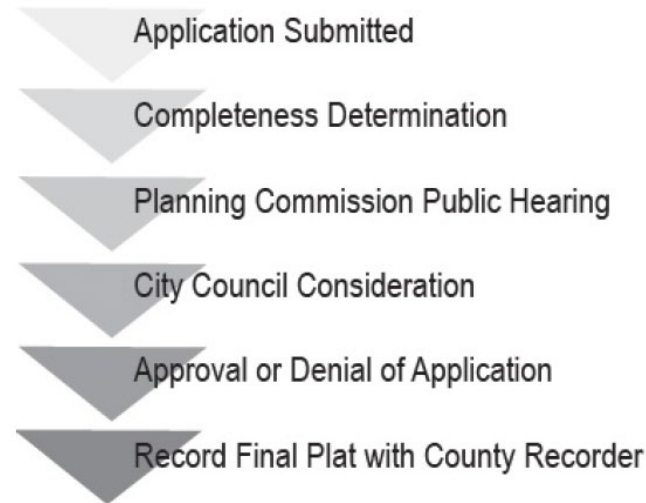 Application Submitted
Completeness Determination
Planning Commission Public Hearing
City Council Consideration
Approval or Denial of Application
Record Final Plat with County Recorder